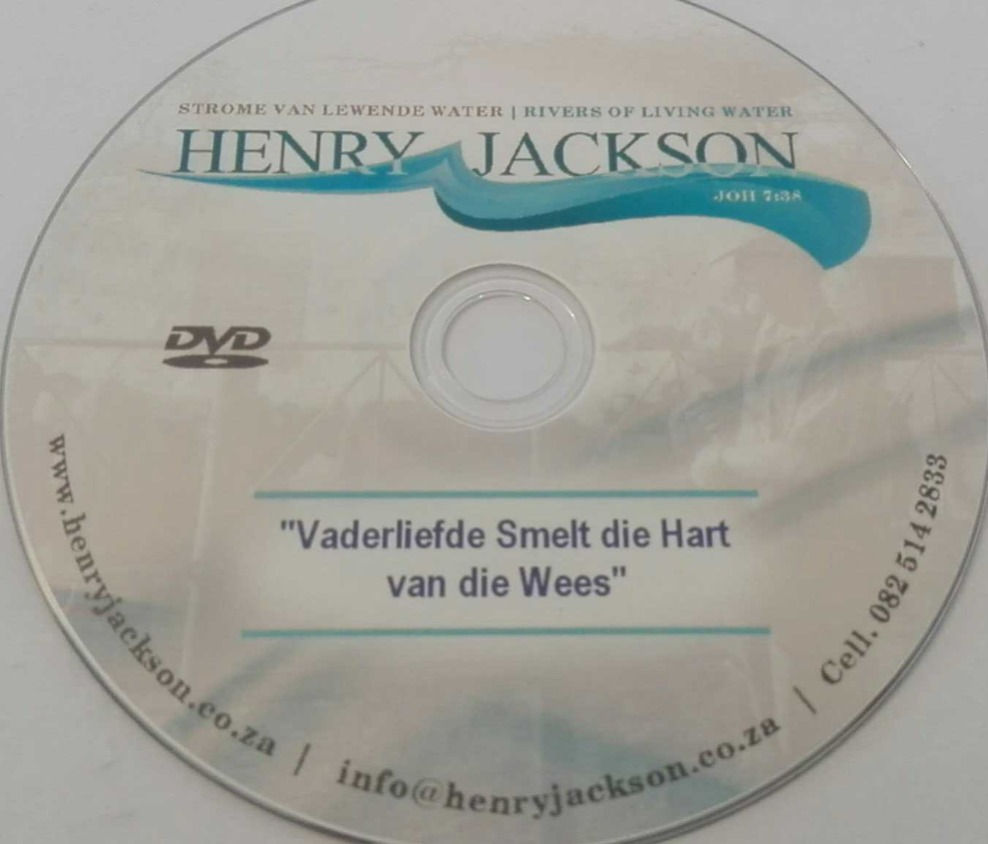 STROME VAN LEWENDE WATER | RIVERS OF LIVING WATER
HENRY JACKSON
JOH 7:38
DVD
"Vaderliefde Smelt die Hart
van die Wees"
www.henryjackson.co.za | info@henryjackson.co.za | Cell. 082 514 2833